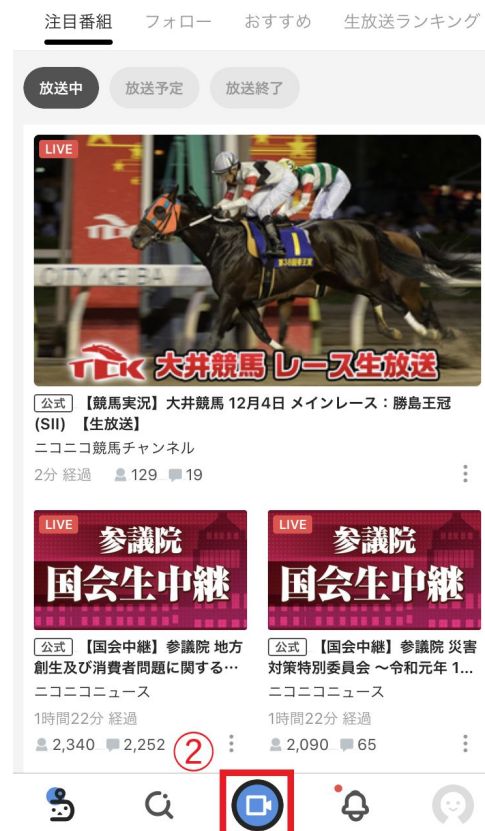 注目番組 フォロー おすすめ 生放送ランキング
放送中 放送予定 放送終了
LIVE
CITY KEIBA
1
TCK 大井競馬 レース生放送
公式 【競馬実況】大井競馬 12月4日 メインレース：勝島王冠
(SII) 【生放送】
ニコニコ競馬チャンネル
2分 経過 129 19
LIVE
参議院
国会生中継
公式 【国会中継】参議院 地方
創生及び消費者問題に関する…
ニコニコニュース
1時間22分 経過
2,340 2,252
LIVE
参議院
国会生中継
公式 【国会中継】参議院 災害
対策特別委員会 ～令和元年 1...
ニコニコニュース
1時間22分 経過
2,090 65
②